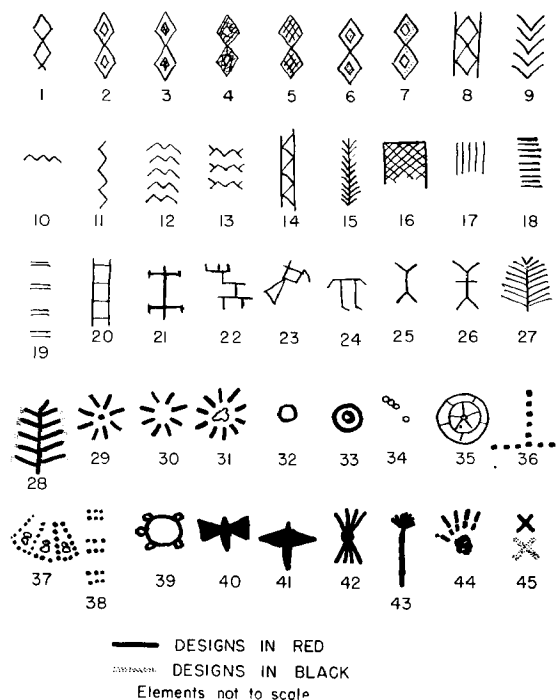 1 2 3 4 5 6 7 8 9
10 11 12 13 14 15 16 17 18
19 20 21 22 23 24 25 26 27
28 29 30 31 32 33 34 35 36
37 38 39 40 41 42 43 44 45
DESIGNS IN RED
DESIGNS IN BLACK
Elements not to scale